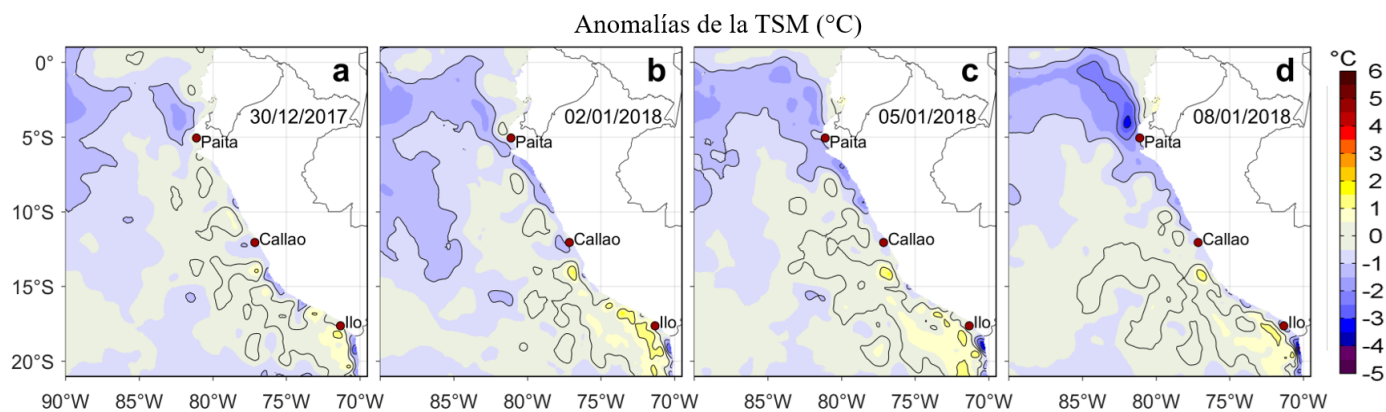 Anomalías de la TSM (°C)
a
30/12/2017
Paita
Callao
Ilo
b
02/01/2018
Paita
Callao
Ilo
c
05/01/2018
Paita
Callao
Ilo
d
08/01/2018
Paita
Callao
Ilo
0°
5°S
10°S
15°S
20°S
90°W 85°W 80°W 75°W 70°W
85°W 80°W 75°W 70°W
85°W 80°W 75°W 70°W
85°W 80°W 75°W 70°W
°C
6
5
4
3
2
1
0
-1
-2
-3
-4
-5